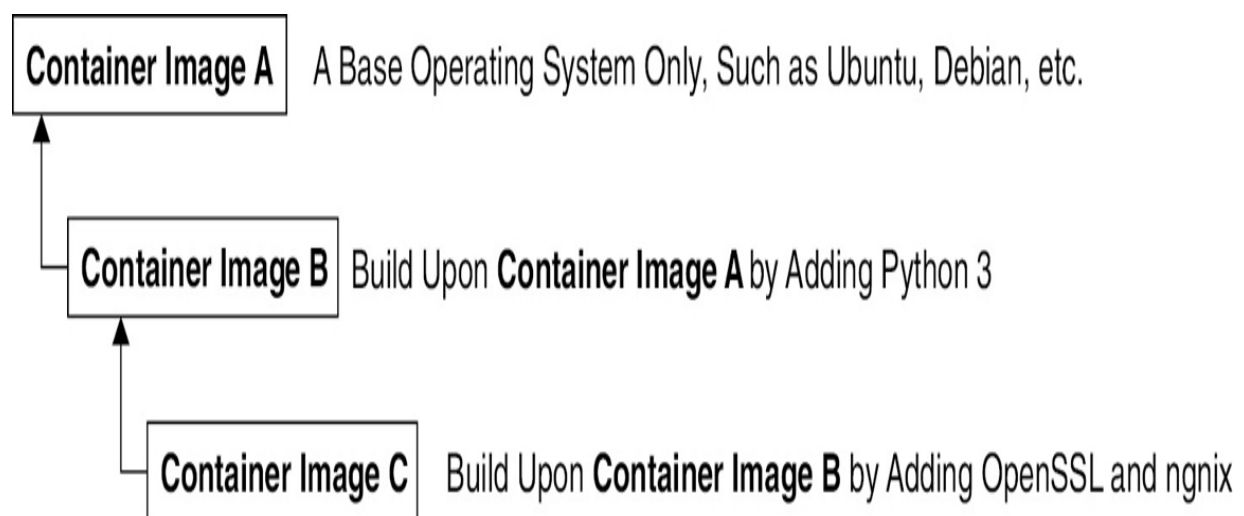 Container Image A A Base Operating System Only, Such as Ubuntu, Debian, etc.
Container Image B Build Upon Container Image A by Adding Python 3
Container Image C Build Upon Container Image B by Adding OpenSSL and ngnix